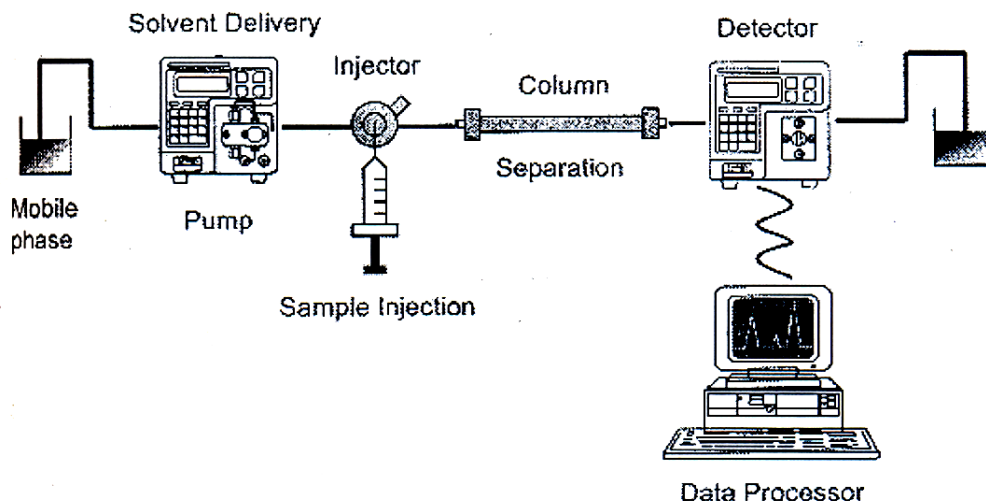 Solvent Delivery
Detector
Injector
Column
Separation
Mobile
phase
Pump
Sample Injection
Data Processor